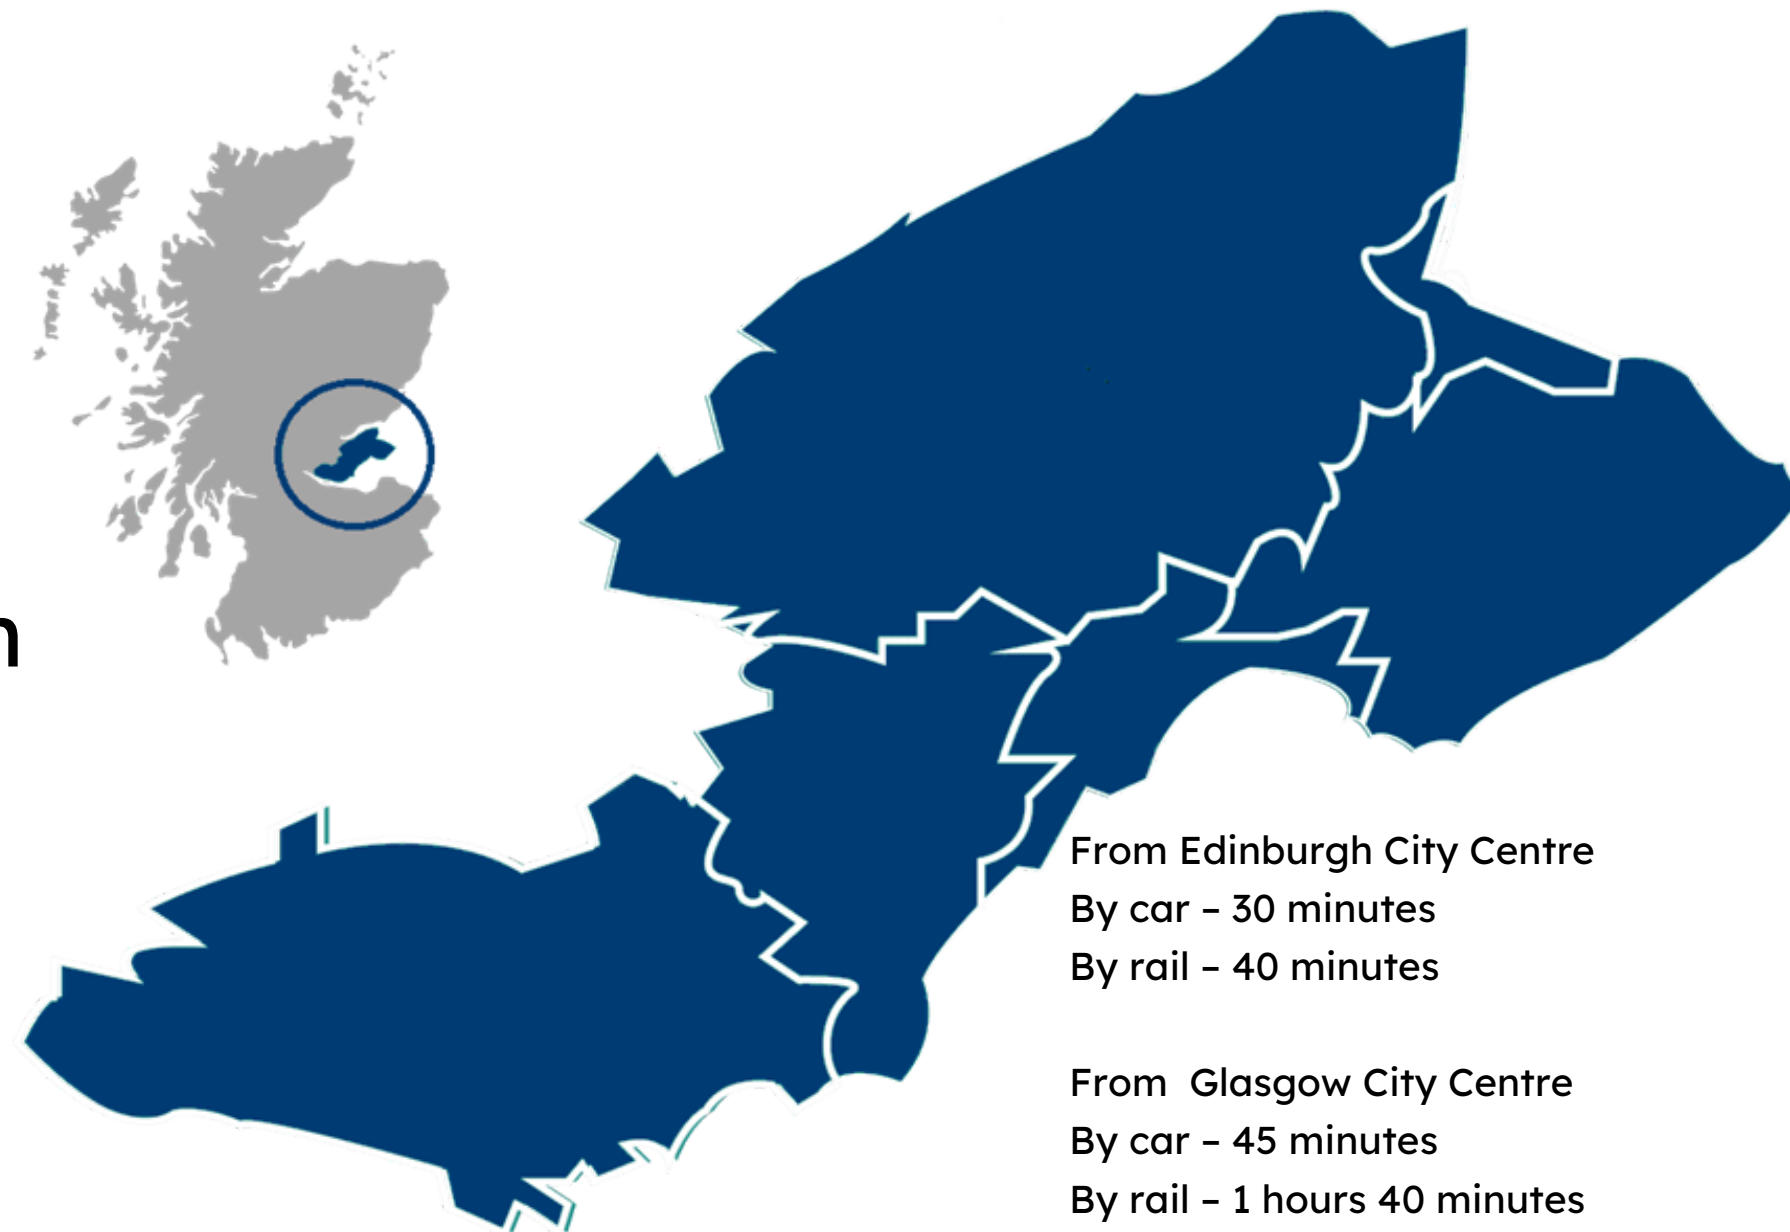 n
From Edinburgh City Centre
By car – 30 minutes
By rail – 40 minutes
From  Glasgow City Centre
By car – 45 minutes
By rail – 1 hours 40 minutes